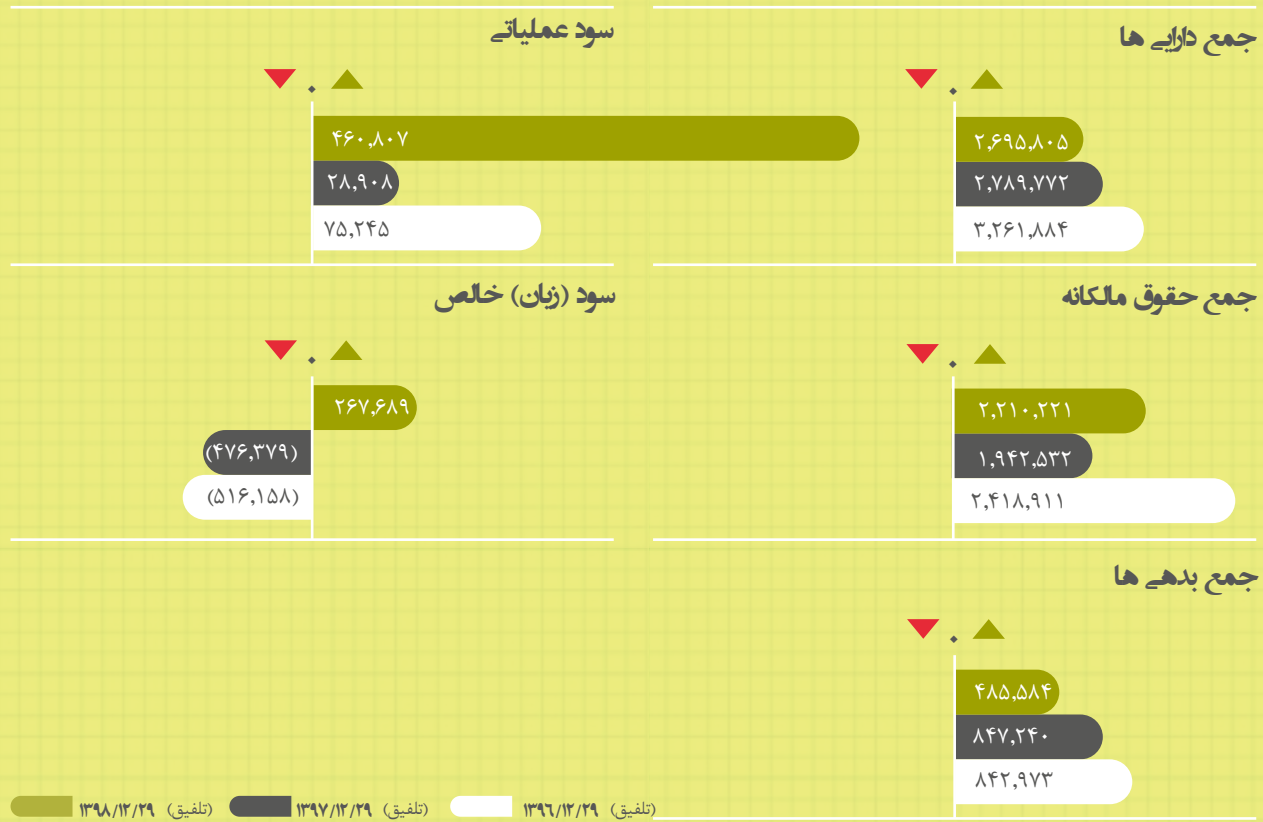 جمع دارایی ها
۲,۶۹۵,۸۰۵
۲,۷۸۹,۷۷۲
۳,۲۶۱,۸۸۴
سود عملیاتی
۴۶۰,۸۰۷
۲۸,۹۰۸
۷۵,۲۴۵
جمع حقوق مالکانه
۲,۲۱۰,۲۲۱
۱,۹۴۲,۵۳۲
۲,۴۱۸,۹۱۱
سود (زیان) خالص
۲۶۷,۶۸۹
(۴۷۶,۳۷۹)
(۵۱۶,۱۵۸)
جمع بدهی ها
۴۸۵,۵۸۴
۸۴۷,۲۴۰
۸۴۲,۹۷۳
(تلفیق) ۱۳۹۶/۱۲/۲۹ (تلفیق) ۱۳۹۷/۱۲/۲۹ (تلفیق) ۱۳۹۸/۱۲/۲۹